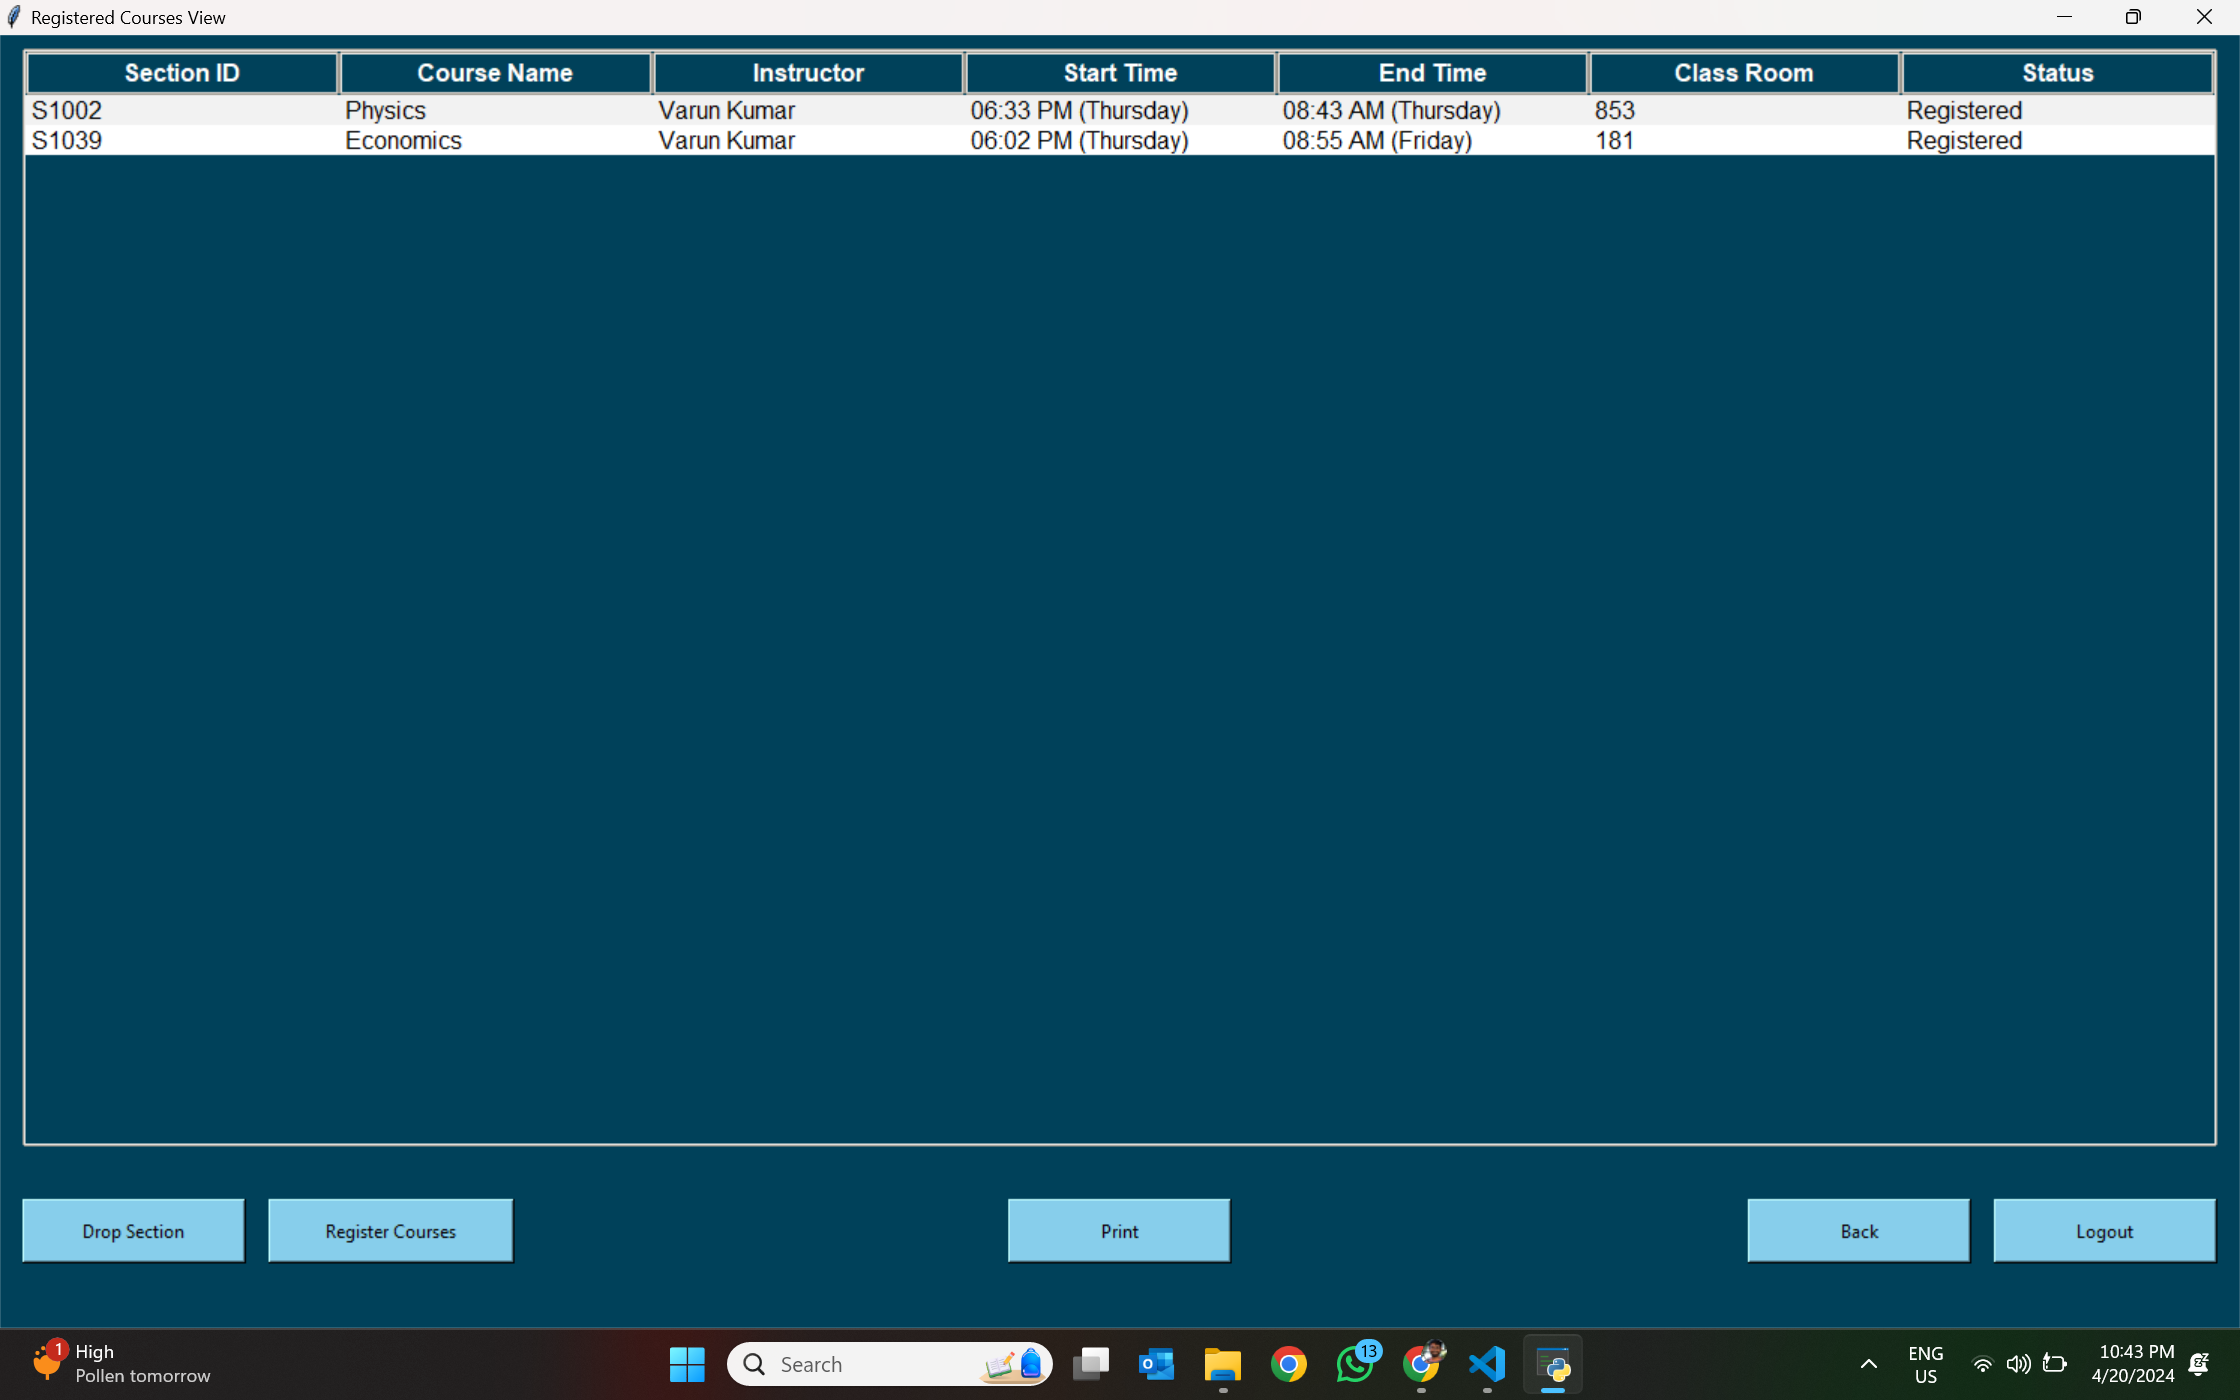 Registered Courses View
Section ID Course Name Instructor Start Time End Time Class Room Status
S1002 Physics Varun Kumar 06:33 PM (Thursday) 08:43 AM (Thursday) 853 Registered
S1039 Economics Varun Kumar 06:02 PM (Thursday) 08:55 AM (Friday) 181 Registered
Drop Section Register Courses Print Back Logout
1 High
Pollen tomorrow
Search
13
ENG
US
10:43 PM
4/20/2024